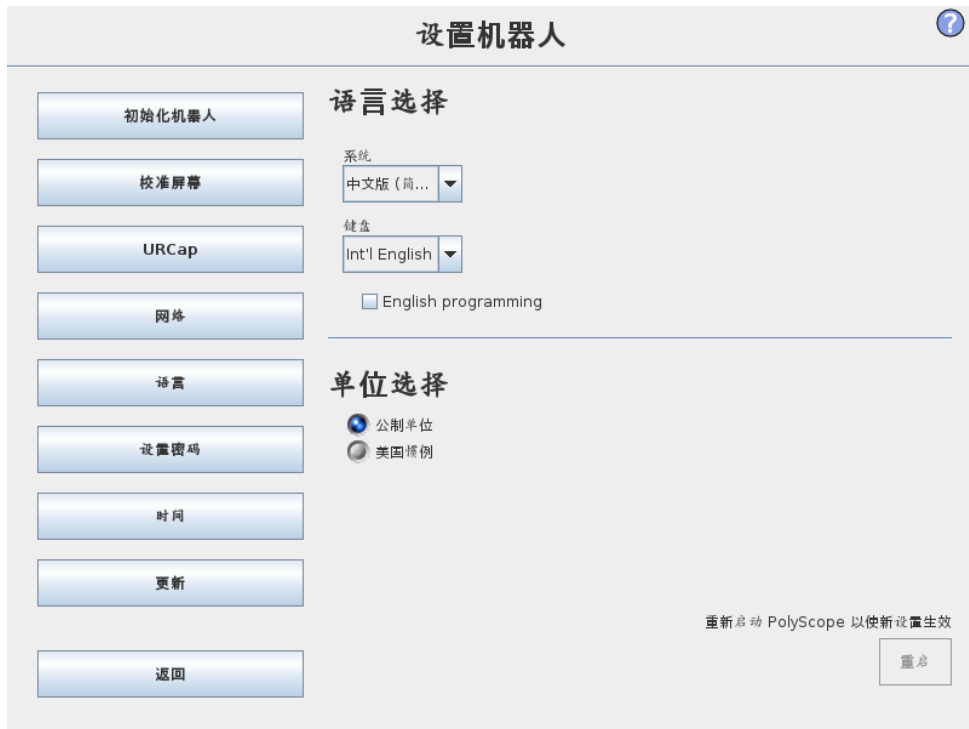 设置机器人
?
初始化机器人
校准屏幕
URCap
网络
语言
设置密码
时间
更新
返回
语言选择
系统
中文版（简...
键盘
Int'l English
English programming
单位选择
公制单位
美国惯例
重新启动 PolyScope 以使新设置生效
重启